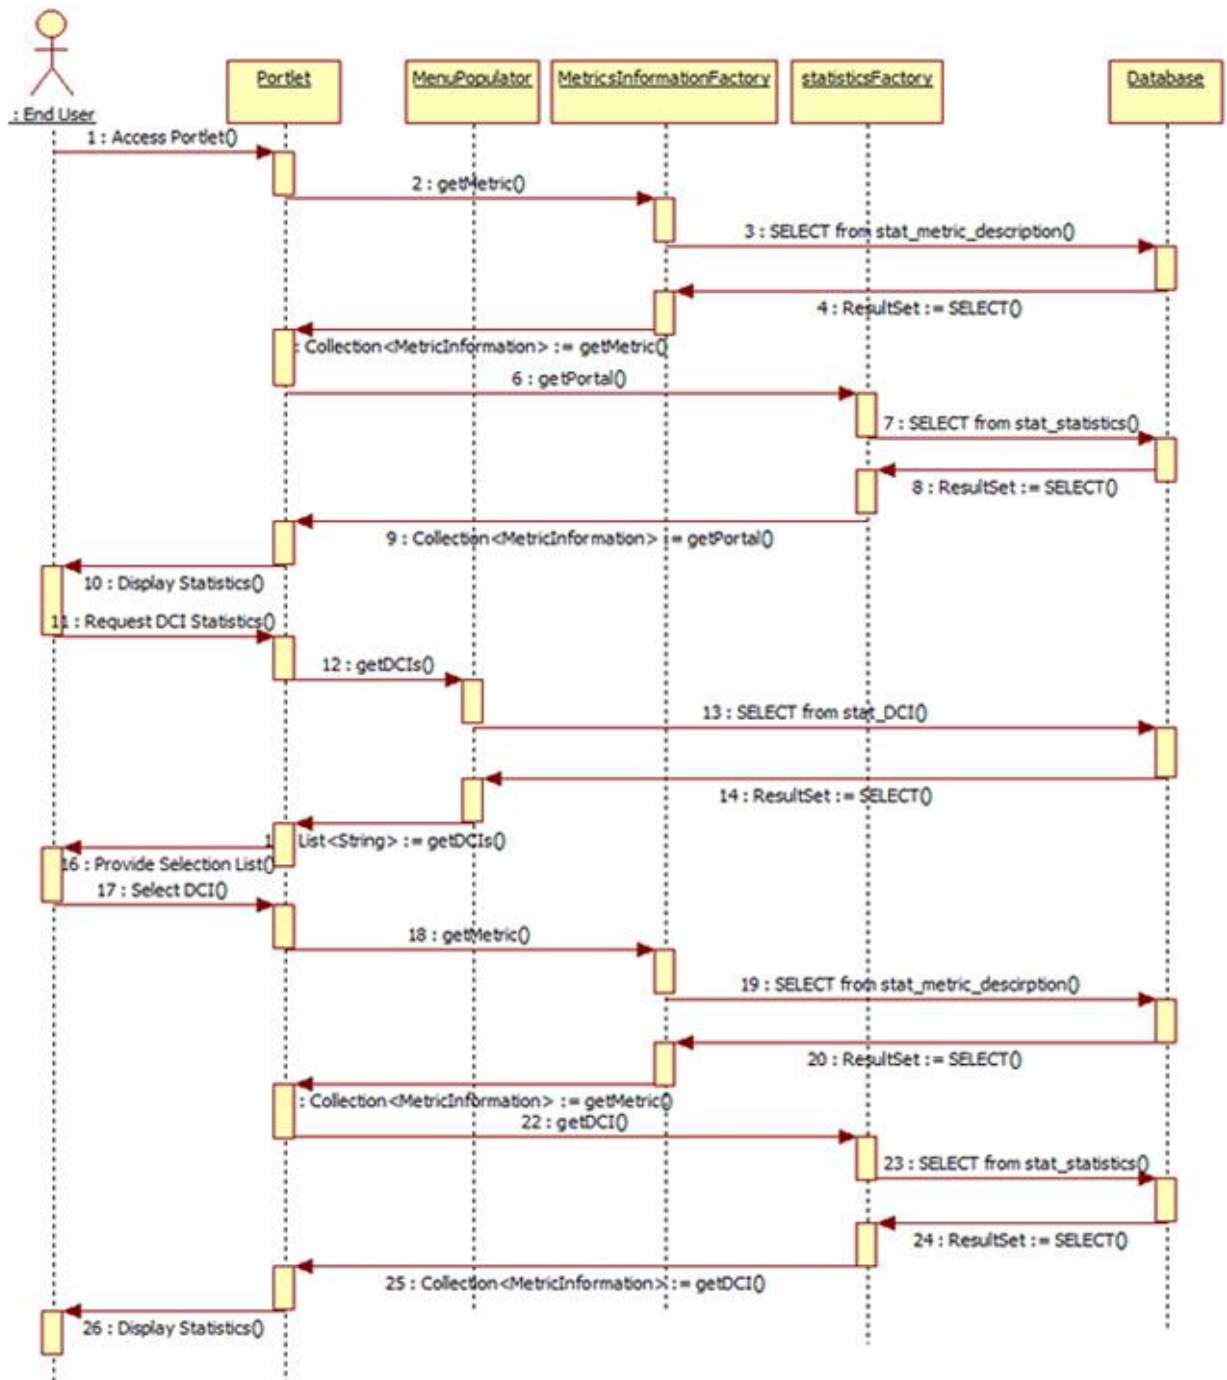 : End User
Portlet
MenuPopulator
MetricsInformationFactory
statisticsFactory
Database
1 : Access Portlet()
2 : getMetric()
3 : SELECT from stat_metric_description()
4 : ResultSet := SELECT()
: Collection<MetricInformation> := getMetric()
6 : getPortal()
7 : SELECT from stat_statistics()
8 : ResultSet := SELECT()
9 : Collection<MetricInformation> := getPortal()
10 : Display Statistics()
11 : Request DCI Statistics()
12 : getDCIs()
13 : SELECT from stat_DCI()
14 : ResultSet := SELECT()
1 List<String> := getDCIs()
16 : Provide Selection List()
17 : Select DCI()
18 : getMetric()
19 : SELECT from stat_metric_descirption()
20 : ResultSet := SELECT()
: Collection<MetricInformation> := getMetric()
22 : getDCI()
23 : SELECT from stat_statistics()
24 : ResultSet := SELECT()
25 : Collection<MetricInformation> := getDCI()
26 : Display Statistics()